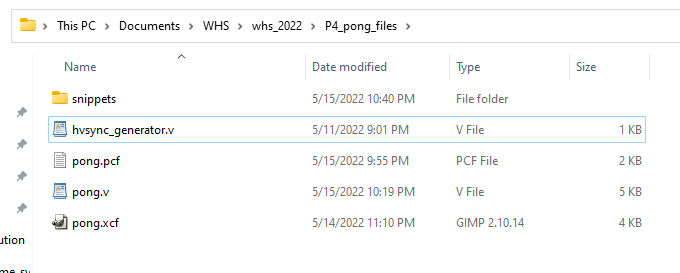 This PC > Documents > WHS > whs_2022 > P4_pong_files >
Name Date modified Type Size
snippets 5/15/2022 10:40 PM File folder
hvsync_generator.v 5/11/2022 9:01 PM V File 1 KB
pong.pcf 5/15/2022 9:55 PM PCF File 2 KB
pong.v 5/15/2022 10:19 PM V File 5 KB
pong.xcf 5/14/2022 11:10 PM GIMP 2.10.14 4 KB
ution